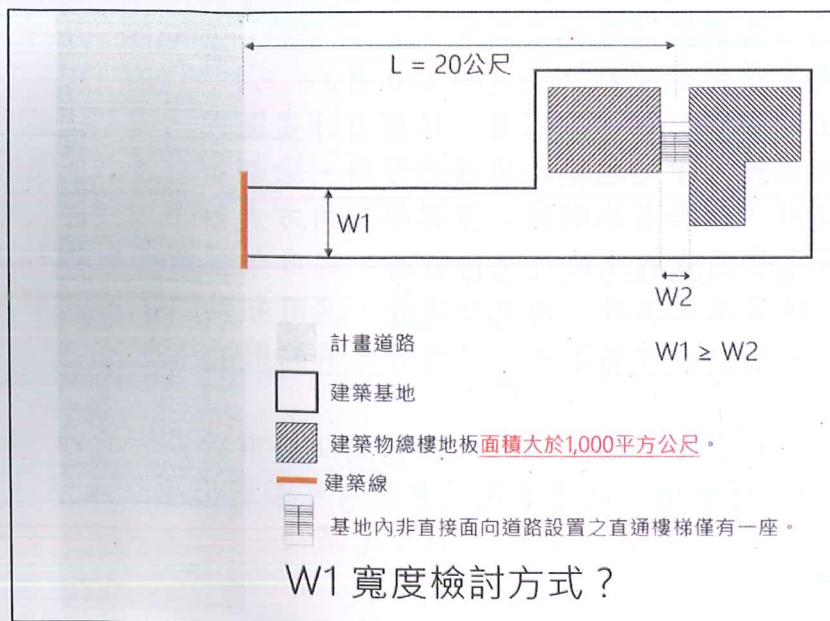 L = 20公尺
W1
W2
W1 ≥ W2
計畫道路
建築基地
建築物總樓地板面積大於1,000平方公尺。
建築線
基地內非直接面向道路設置之直通樓梯僅有一座。
W1 寬度檢討方式？